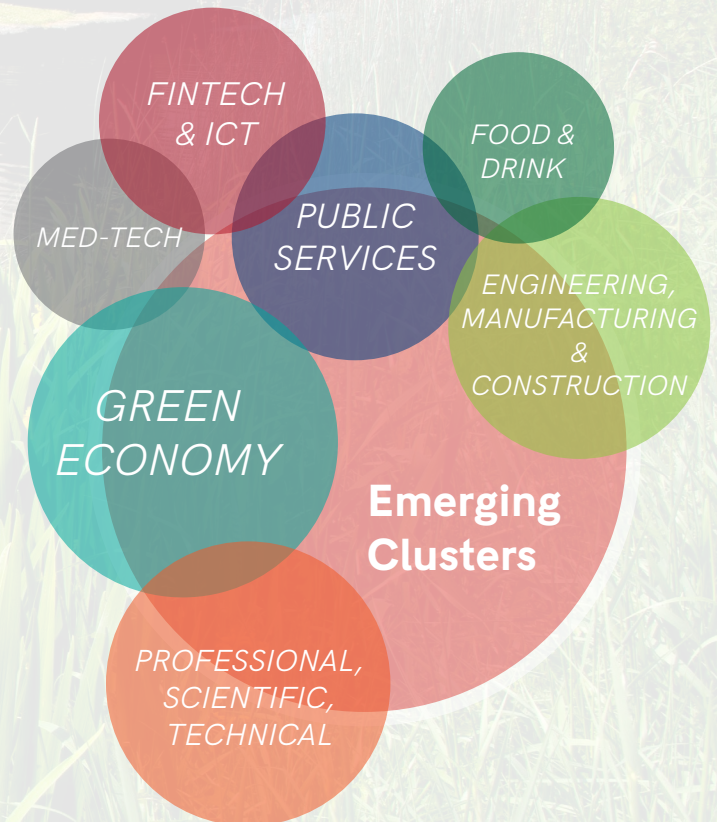 FINTECH
& ICT
FOOD &
DRINK
MED-TECH
PUBLIC
SERVICES
ENGINEERING,
MANUFACTURING
&
CONSTRUCTION
GREEN
ECONOMY
Emerging
Clusters
PROFESSIONAL,
SCIENTIFIC,
TECHNICAL